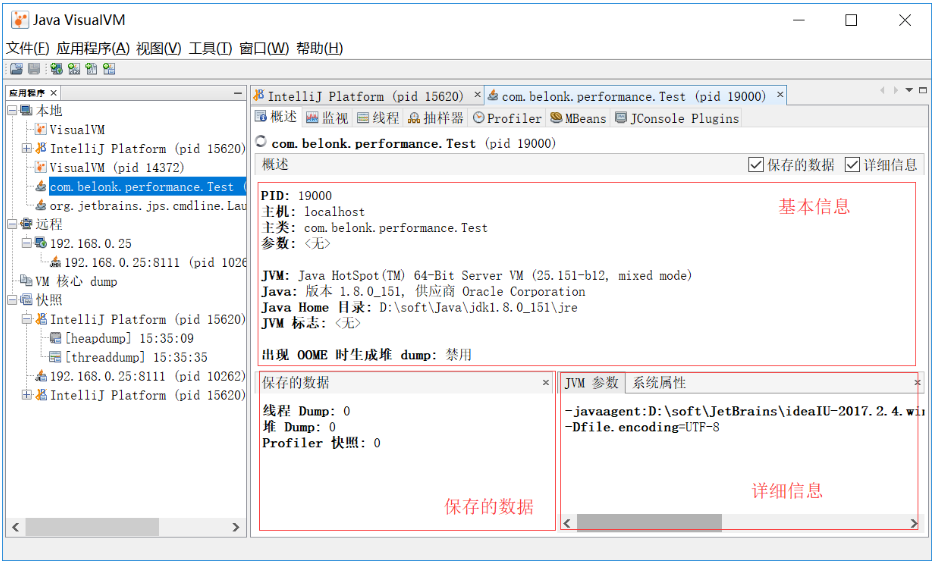 Java VisualVM
文件(F) 应用程序(A) 视图(V) 工具(T) 窗口(W) 帮助(H)
应用程序
本地
VisualVM
IntelliJ Platform (pid 15620)
VisualVM (pid 14372)
com.belonk.performance.Test (
org.jetbrains.jps.cmdline.Lau
远程
192.168.0.25
192.168.0.25:8111 (pid 1026
VM 核心 dump
快照
IntelliJ Platform (pid 15620)
[heapdump] 15:35:09
[threaddump] 15:35:35
192.168.0.25:8111 (pid 10262)
IntelliJ Platform (pid 15620)
IntelliJ Platform (pid 15620) com.belonk.performance.Test (pid 19000)
概述 监视 线程 抽样器 Profiler MBeans JConsole Plugins
com.belonk.performance.Test (pid 19000)
概述 保存的数据 详细信息
PID: 19000
主机: localhost
主类: com.belonk.performance.Test
参数: <无>
基本信息
JVM: Java HotSpot(TM) 64-Bit Server VM (25.151-b12, mixed mode)
Java: 版本 1.8.0_151, 供应商 Oracle Corporation
Java Home 目录: D:\soft\Java\jdk1.8.0_151\jre
JVM 标志: <无>
出现 OOME 时生成堆 dump: 禁用
保存的数据
线程 Dump: 0
堆 Dump: 0
Profiler 快照: 0
保存的数据
JVM 参数 系统属性
-javaagent:D:\soft\JetBrains\ideaIU-2017.2.4.win
-Dfile.encoding=UTF-8
详细信息